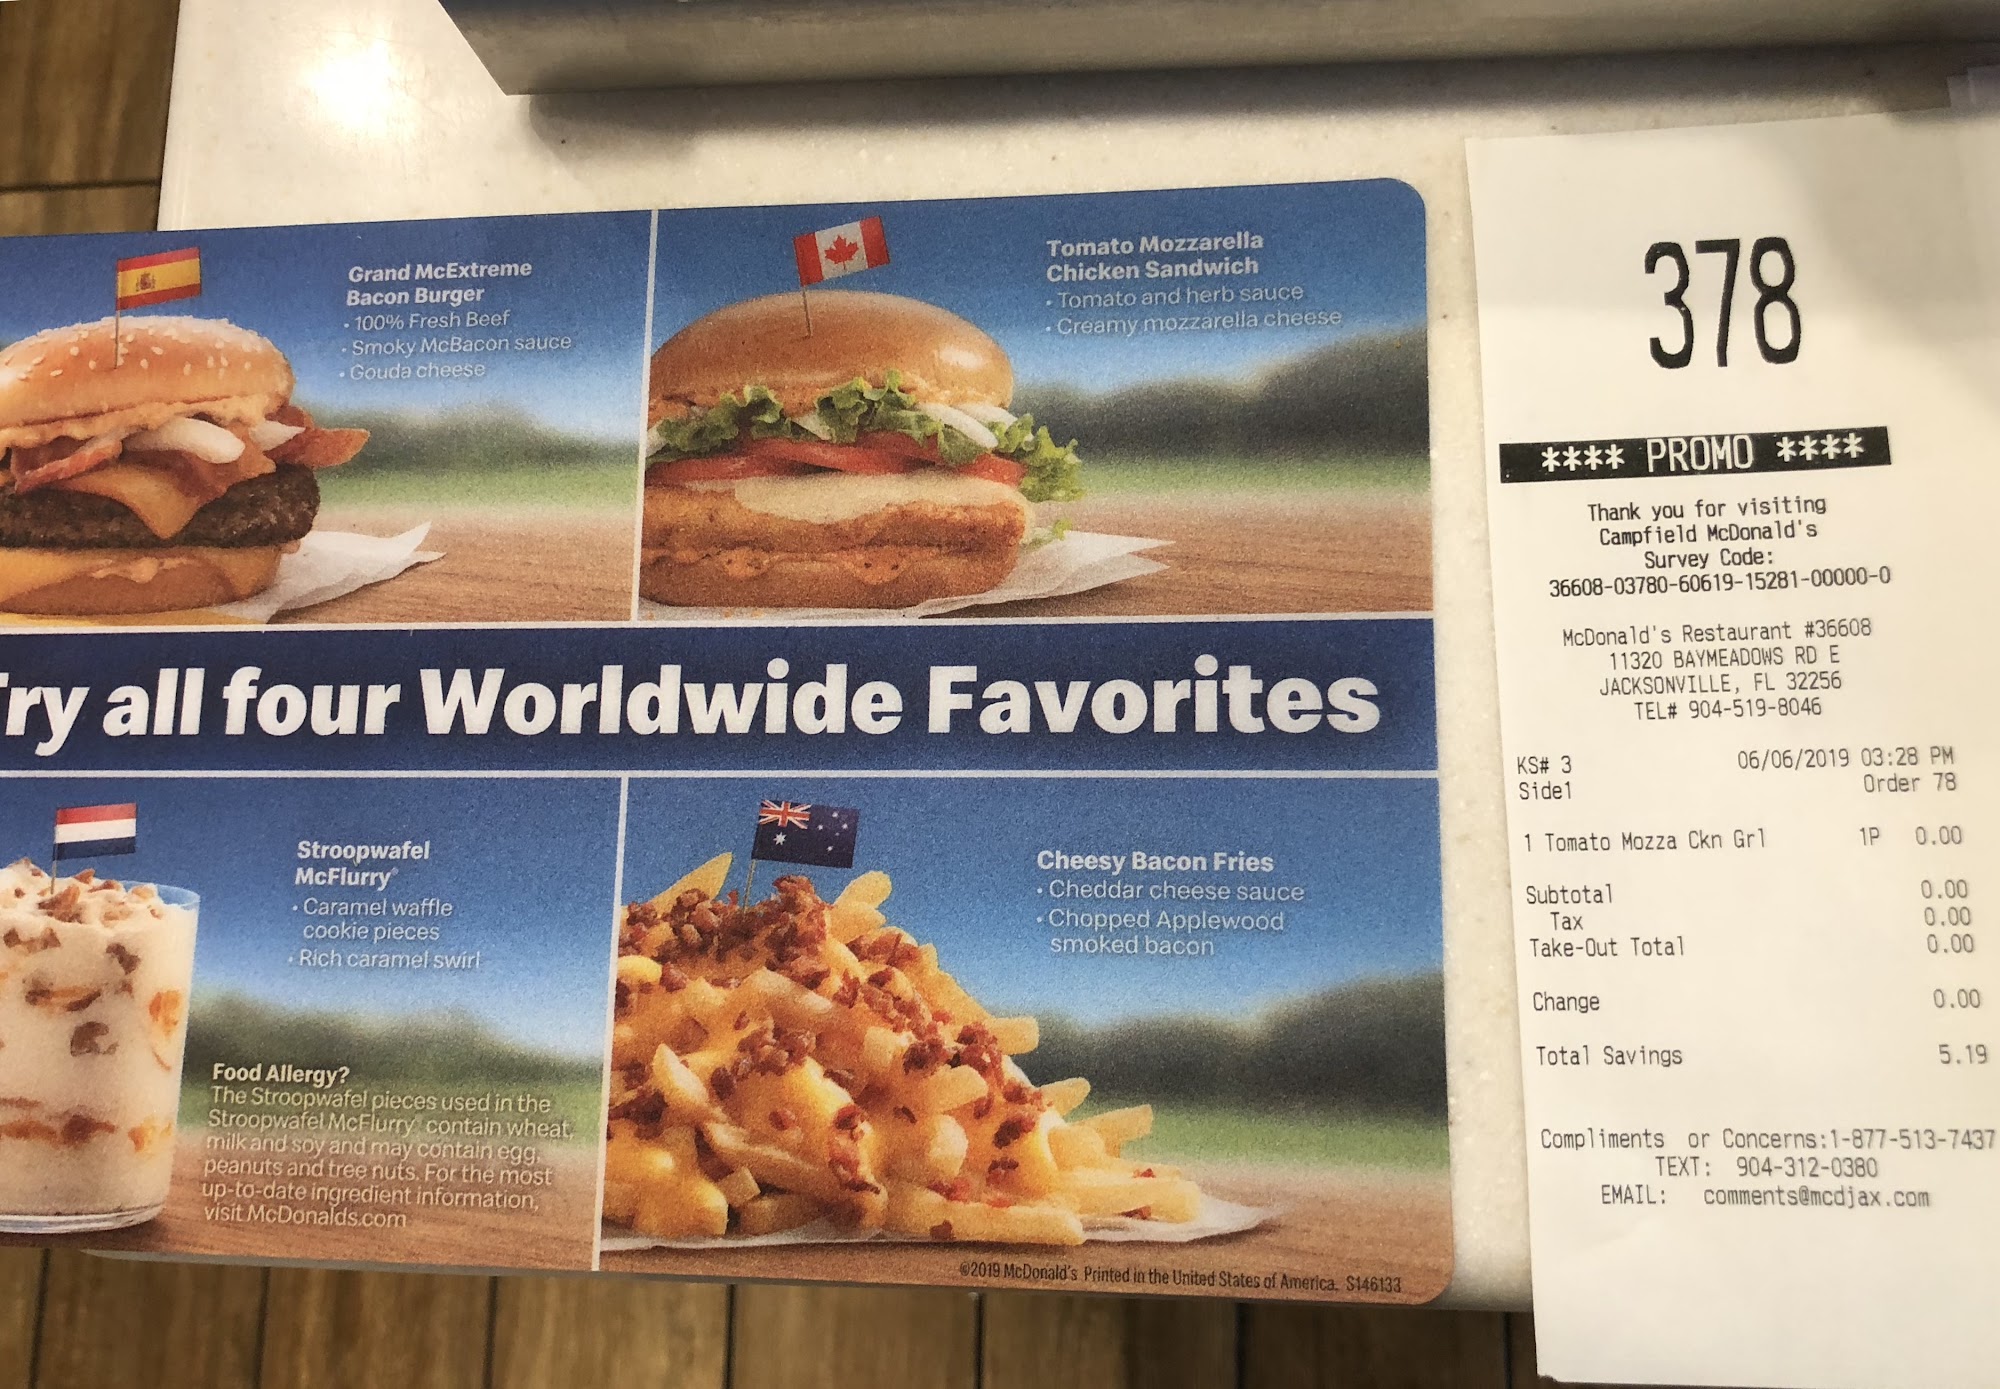 Grand McExtreme
Bacon Burger
• 100% Fresh Beef
• Smoky McBacon sauce
• Gouda cheese
Tomato Mozzarella
Chicken Sandwich
• Tomato and herb sauce
• Creamy mozzarella cheese
Try all four Worldwide Favorites
Stroopwafel
McFlurry®
• Caramel waffle
cookie pieces
• Rich caramel swirl
Food Allergy?
The Stroopwafel pieces used in the
Stroopwafel McFlurry® contain wheat,
milk and soy and may contain egg,
peanuts and tree nuts. For the most
up-to-date ingredient information,
visit McDonalds.com
Cheesy Bacon Fries
• Cheddar cheese sauce
• Chopped Applewood
smoked bacon
©2019 McDonald's Printed in the United States of America. S146133
378
**** PROMO ****
Thank you for visiting
Campfield McDonald's
Survey Code:
36608-03780-60619-15281-00000-0
McDonald's Restaurant #36608
11320 BAYMEADOWS RD E
JACKSONVILLE, FL 32256
TEL# 904-519-8046
KS# 3 06/06/2019 03:28 PM
Side1 Order 78
1 Tomato Mozza Ckn Grl 1P 0.00
Subtotal 0.00
Tax 0.00
Take-Out Total 0.00
Change 0.00
Total Savings 5.19
Compliments or Concerns:1-877-513-7437
TEXT: 904-312-0380
EMAIL: comments@mcdjax.com